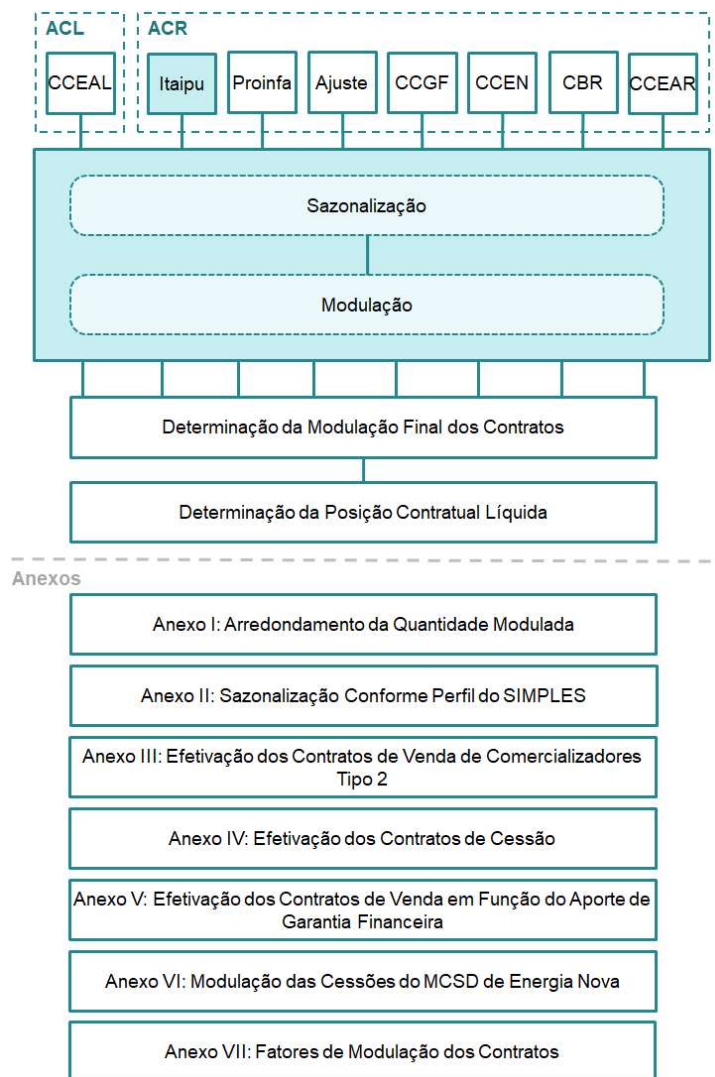 ACL
ACR
CCEAL
Itaipu
Proinfa
Ajuste
CCGF
CCEN
CBR
CCEAR
Sazonalização
Modulação
Determinação da Modulação Final dos Contratos
Determinação da Posição Contratual Líquida
Anexos
Anexo I: Arredondamento da Quantidade Modulada
Anexo II: Sazonalização Conforme Perfil do SIMPLES
Anexo III: Efetivação dos Contratos de Venda de Comercializadores
Tipo 2
Anexo IV: Efetivação dos Contratos de Cessão
Anexo V: Efetivação dos Contratos de Venda em Função do Aporte de
Garantia Financeira
Anexo VI: Modulação das Cessões do MCSD de Energia Nova
Anexo VII: Fatores de Modulação dos Contratos